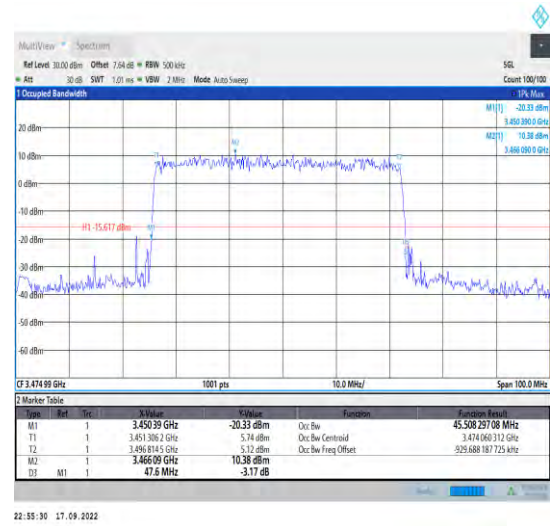 MultiView Spectrum
Ref Level 30.00 dBm Offset 7.64 dB RBW 500 kHz SGL
Att 30 dB SWT 1.01 ms VBW 2 MHz Mode Auto Sweep Count 100/100
1 Occupied Bandwidth 1Pk Max
M1[1] -20.33 dBm
3.450 390 0 GHz
M2[1] 10.38 dBm
3.466 090 0 GHz
20 dBm
10 dBm
0 dBm
-10 dBm
H1 -15.617 dBm
-20 dBm
-30 dBm
-40 dBm
-50 dBm
-60 dBm
M2
T1
T2
M1
D3
CF 3.474 99 GHz 1001 pts 10.0 MHz/ Span 100.0 MHz
2 Marker Table
Type Ref Trc X-Value Y-Value Function Function Result
M1 1 3.450 39 GHz -20.33 dBm Occ Bw 45.508 297 08 MHz
T1 1 3.451 306 2 GHz 5.74 dBm Occ Bw Centroid 3.474 060 312 GHz
T2 1 3.496 814 5 GHz 5.12 dBm Occ Bw Freq Offset -929.688 187 725 kHz
M2 1 3.466 09 GHz 10.38 dBm
D3 M1 1 47.6 MHz -3.17 dB
22:55:30 17.09.2022